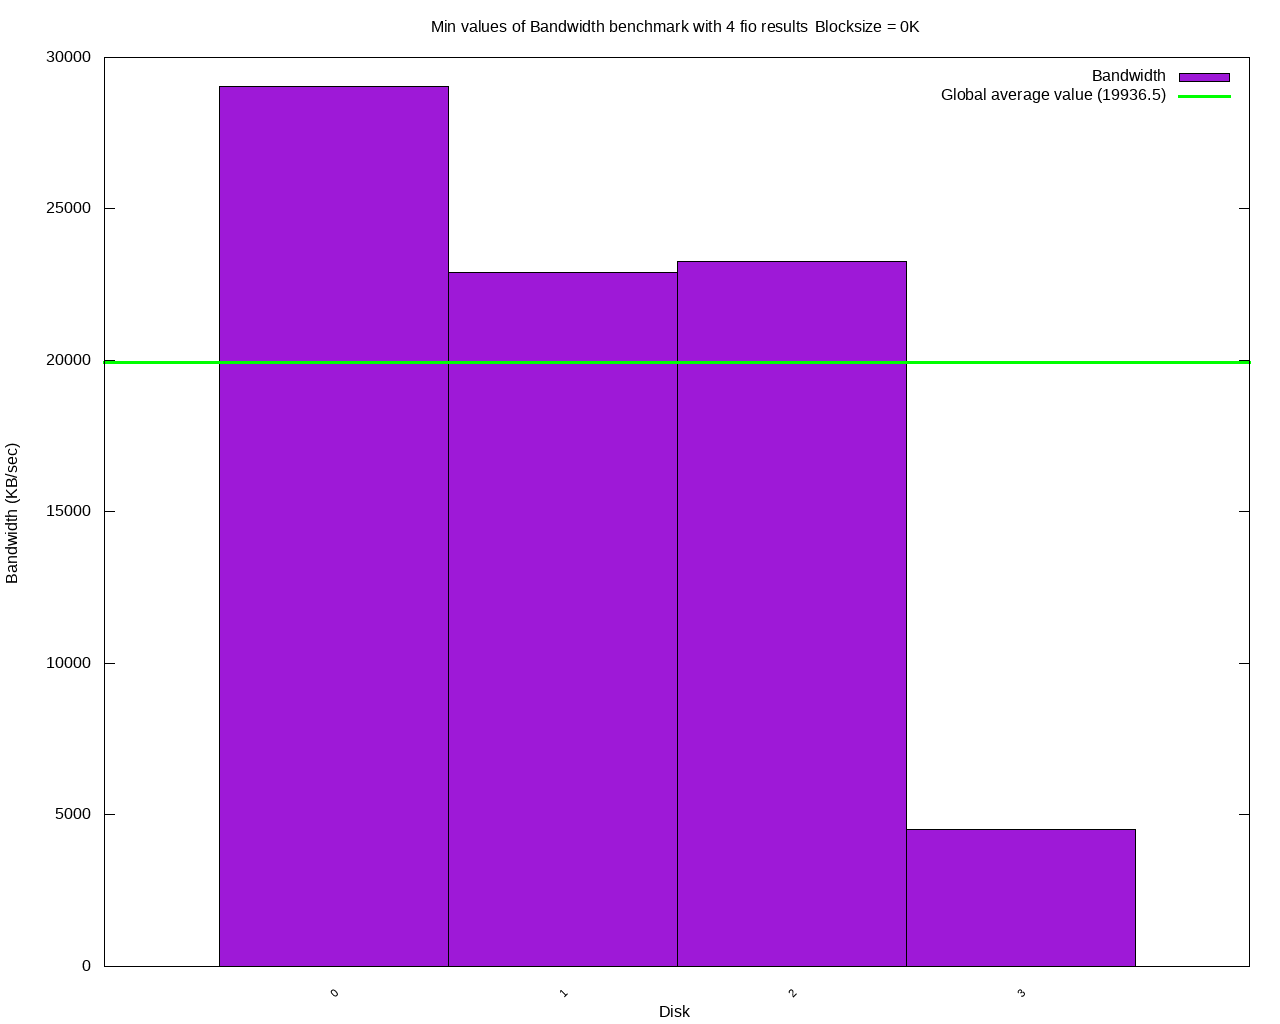 Min values of Bandwidth benchmark with 4 fio results Blocksize = 0K
Bandwidth
Global average value (19936.5)
30000
25000
20000
15000
10000
5000
0
Bandwidth (KB/sec)
0
1
2
3
Disk